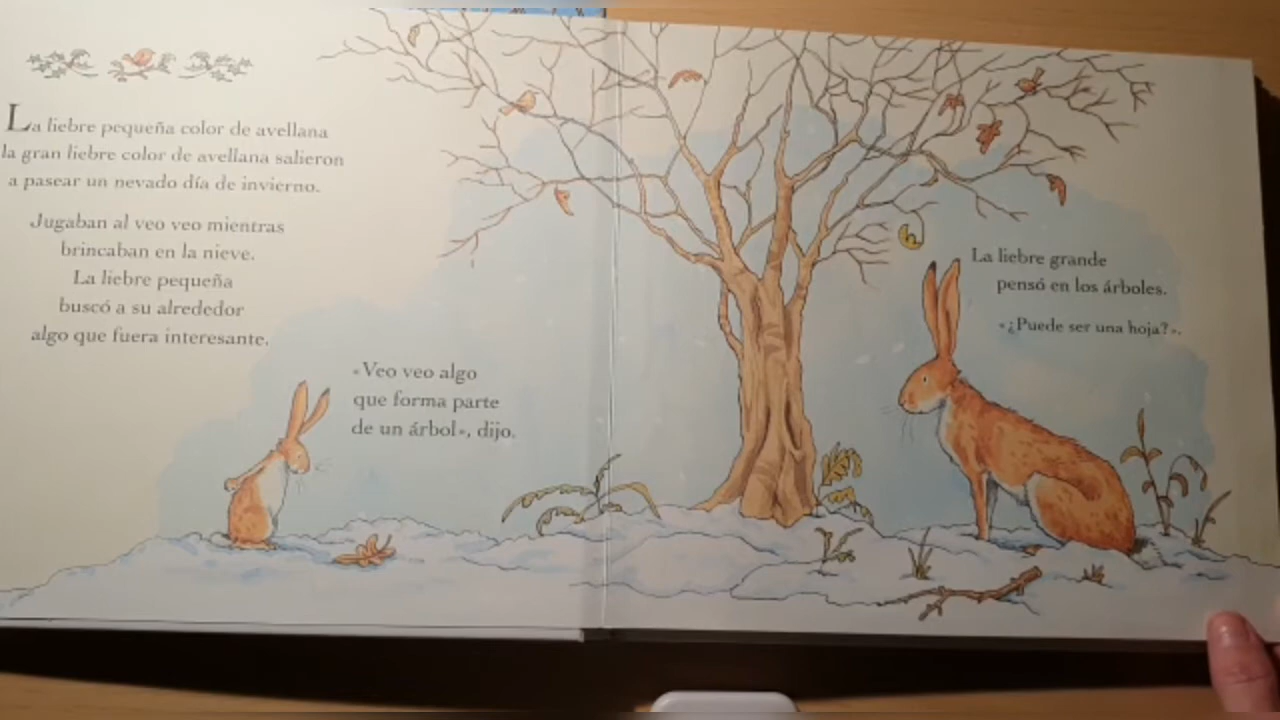 La liebre pequeña color de avellana
la gran liebre color de avellana salieron
a pasear un nevado día de invierno.
Jugaban al veo veo mientras
brincaban en la nieve.
La liebre pequeña
buscó a su alrededor
algo que fuera interesante.
«Veo veo algo
que forma parte
de un árbol», dijo.
La liebre grande
pensó en los árboles.
«¿Puede ser una hoja?».